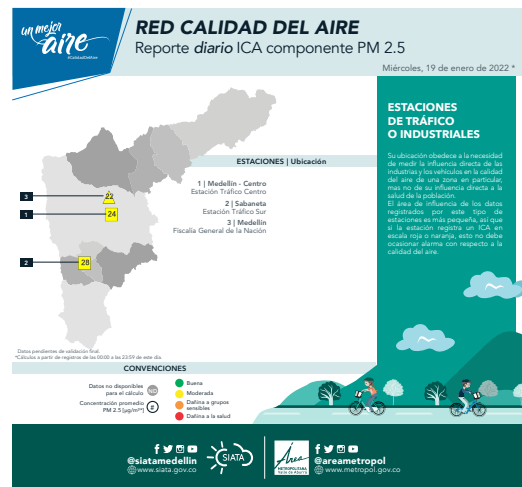 un mejor
aire
#CalidadDelAire
RED CALIDAD DEL AIRE
Reporte diario ICA componente PM 2.5
Miércoles, 19 de enero de 2022 *
ESTACIONES | Ubicación
1 | Medellín - Centro
Estación Tráfico Centro
2 | Sabaneta
Estación Tráfico Sur
3 | Medellín
Fiscalía General de la Nación
3
22
1
24
2
28
ESTACIONES
DE TRÁFICO
O INDUSTRIALES
Su ubicación obedece a la necesidad
de medir la influencia directa de las
industrias y los vehículos en la calidad
del aire de una zona en particular,
mas no de su influencia directa a la
salud de la población.
El área de influencia de los datos
registrados por este tipo de
estaciones es más pequeña, así que
si la estación registra un ICA en
escala roja o naranja, esto no debe
ocasionar alarma con respecto a la
calidad del aire.
Datos pendientes de validación final.
*Cálculos a partir de registros de las 00:00 a las 23:59 de este día.
CONVENCIONES
Datos no disponibles
para el cálculo
ND
Concentración promedio
PM 2.5 [µg/m³]
#
Buena
Moderada
Dañina a grupos
sensibles
Dañina a la salud
@siatamedellin
www.siata.gov.co
SIATA
Área
METROPOLITANA
Valle de Aburrá
@areametropol
www.metropol.gov.co